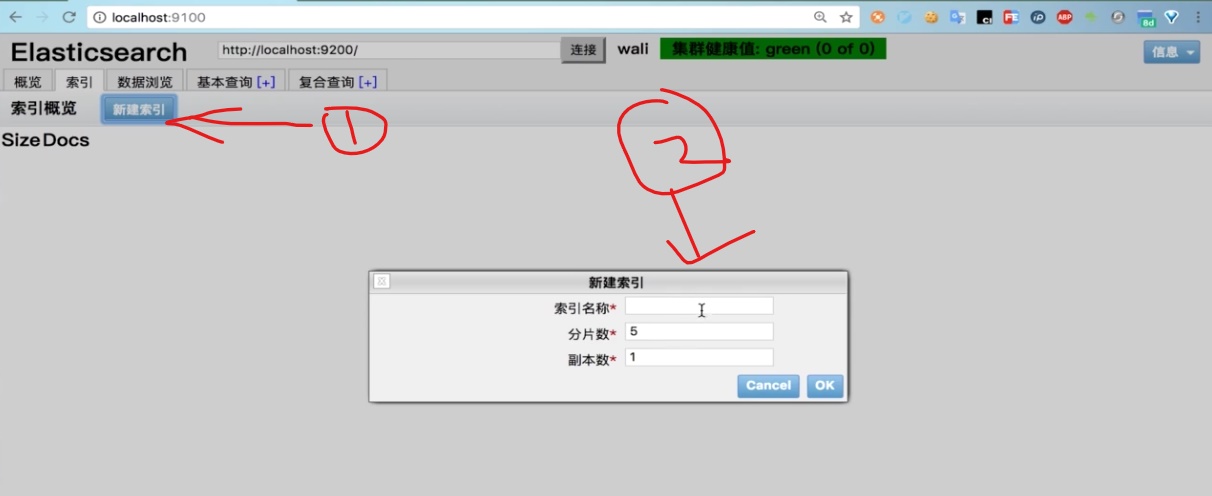 localhost:9100
Elasticsearch http://localhost:9200/ 连接 wali 集群健康值: green (0 of 0) 信息
概览 索引 数据浏览 基本查询 [+] 复合查询 [+]
索引概览 新建索引
1
2
SizeDocs
新建索引
索引名称*
分片数* 5
副本数* 1
Cancel OK